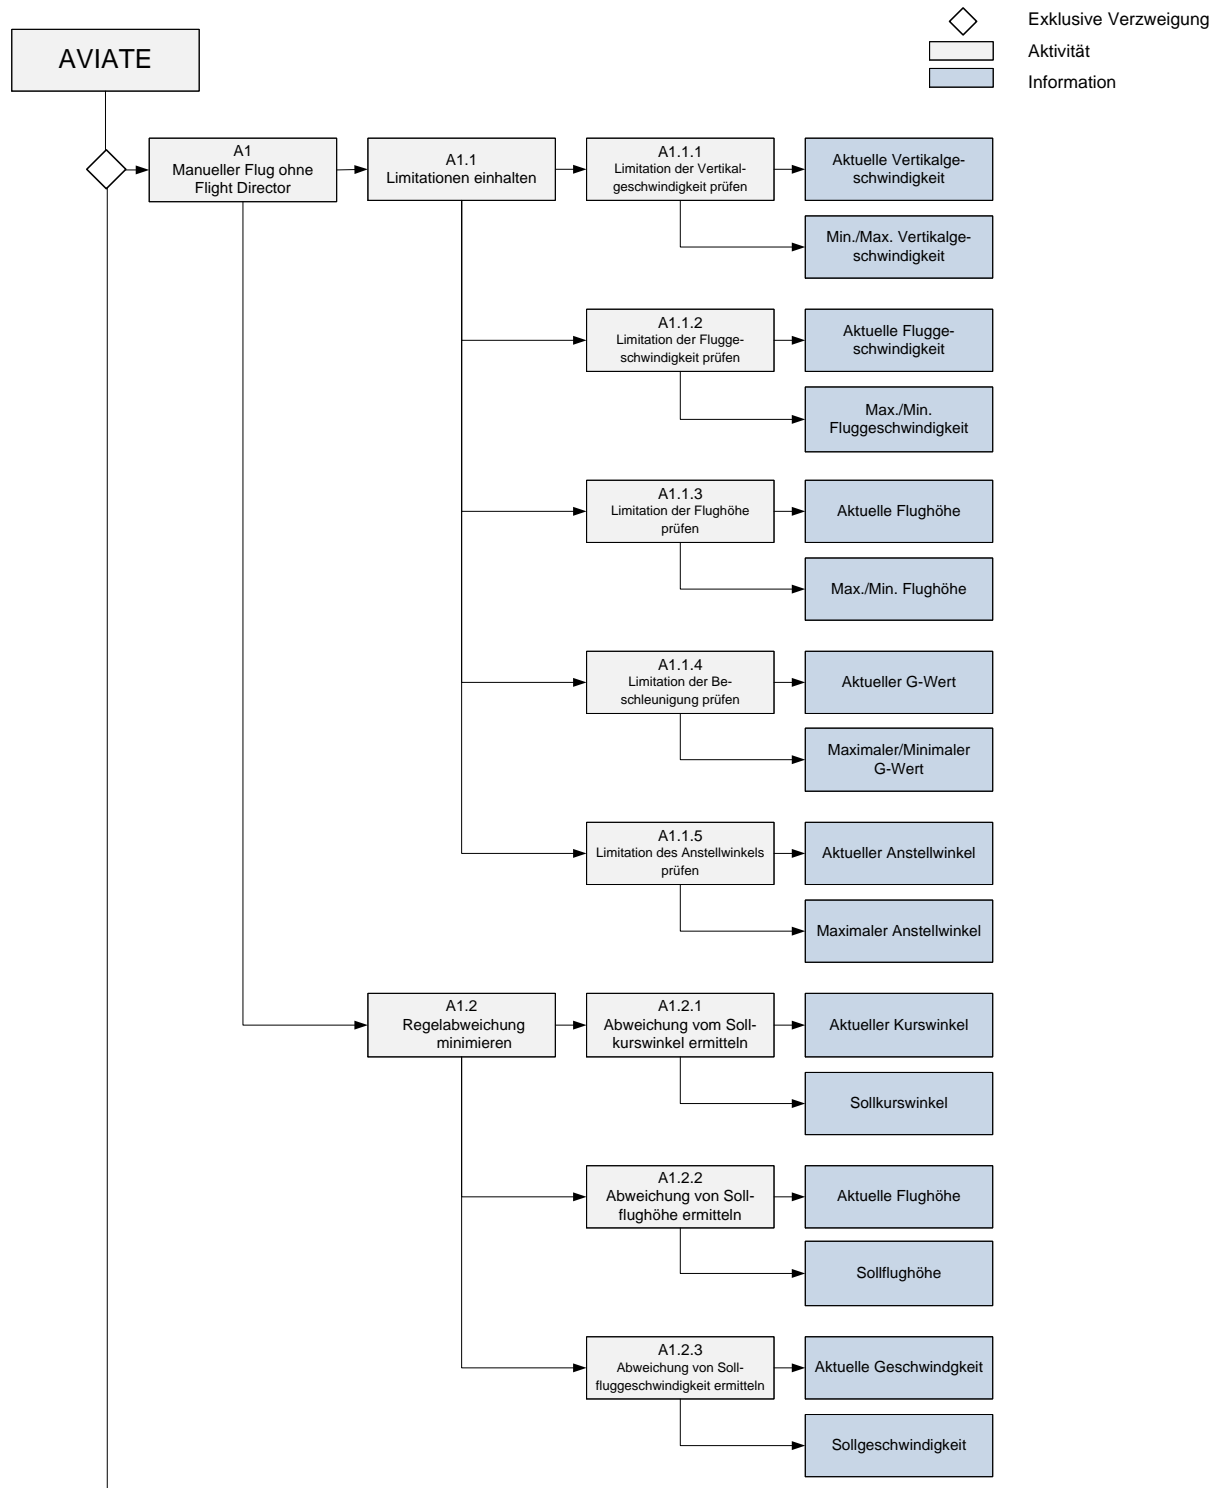 Exklusive Verzweigung
Aktivität
Information
AVIATE
A1
Manueller Flug ohne
Flight Director
A1.1
Limitationen einhalten
A1.1.1
Limitation der Vertikal-
geschwindigkeit prüfen
Aktuelle Vertikalge-
schwindigkeit
Min./Max. Vertikalge-
schwindigkeit
A1.1.2
Limitation der Flugge-
schwindigkeit prüfen
Aktuelle Flugge-
schwindigkeit
Max./Min.
Fluggeschwindigkeit
A1.1.3
Limitation der Flughöhe
prüfen
Aktuelle Flughöhe
Max./Min. Flughöhe
A1.1.4
Limitation der Be-
schleunigung prüfen
Aktueller G-Wert
Maximaler/Minimaler
G-Wert
A1.1.5
Limitation des Anstellwinkels
prüfen
Aktueller Anstellwinkel
Maximaler Anstellwinkel
A1.2
Regelabweichung
minimieren
A1.2.1
Abweichung vom Soll-
kurswinkel ermitteln
Aktueller Kurswinkel
Sollkurswinkel
A1.2.2
Abweichung von Soll-
flughöhe ermitteln
Aktuelle Flughöhe
Sollflughöhe
A1.2.3
Abweichung von Soll-
fluggeschwindigkeit ermitteln
Aktuelle Geschwindgkeit
Sollgeschwindigkeit